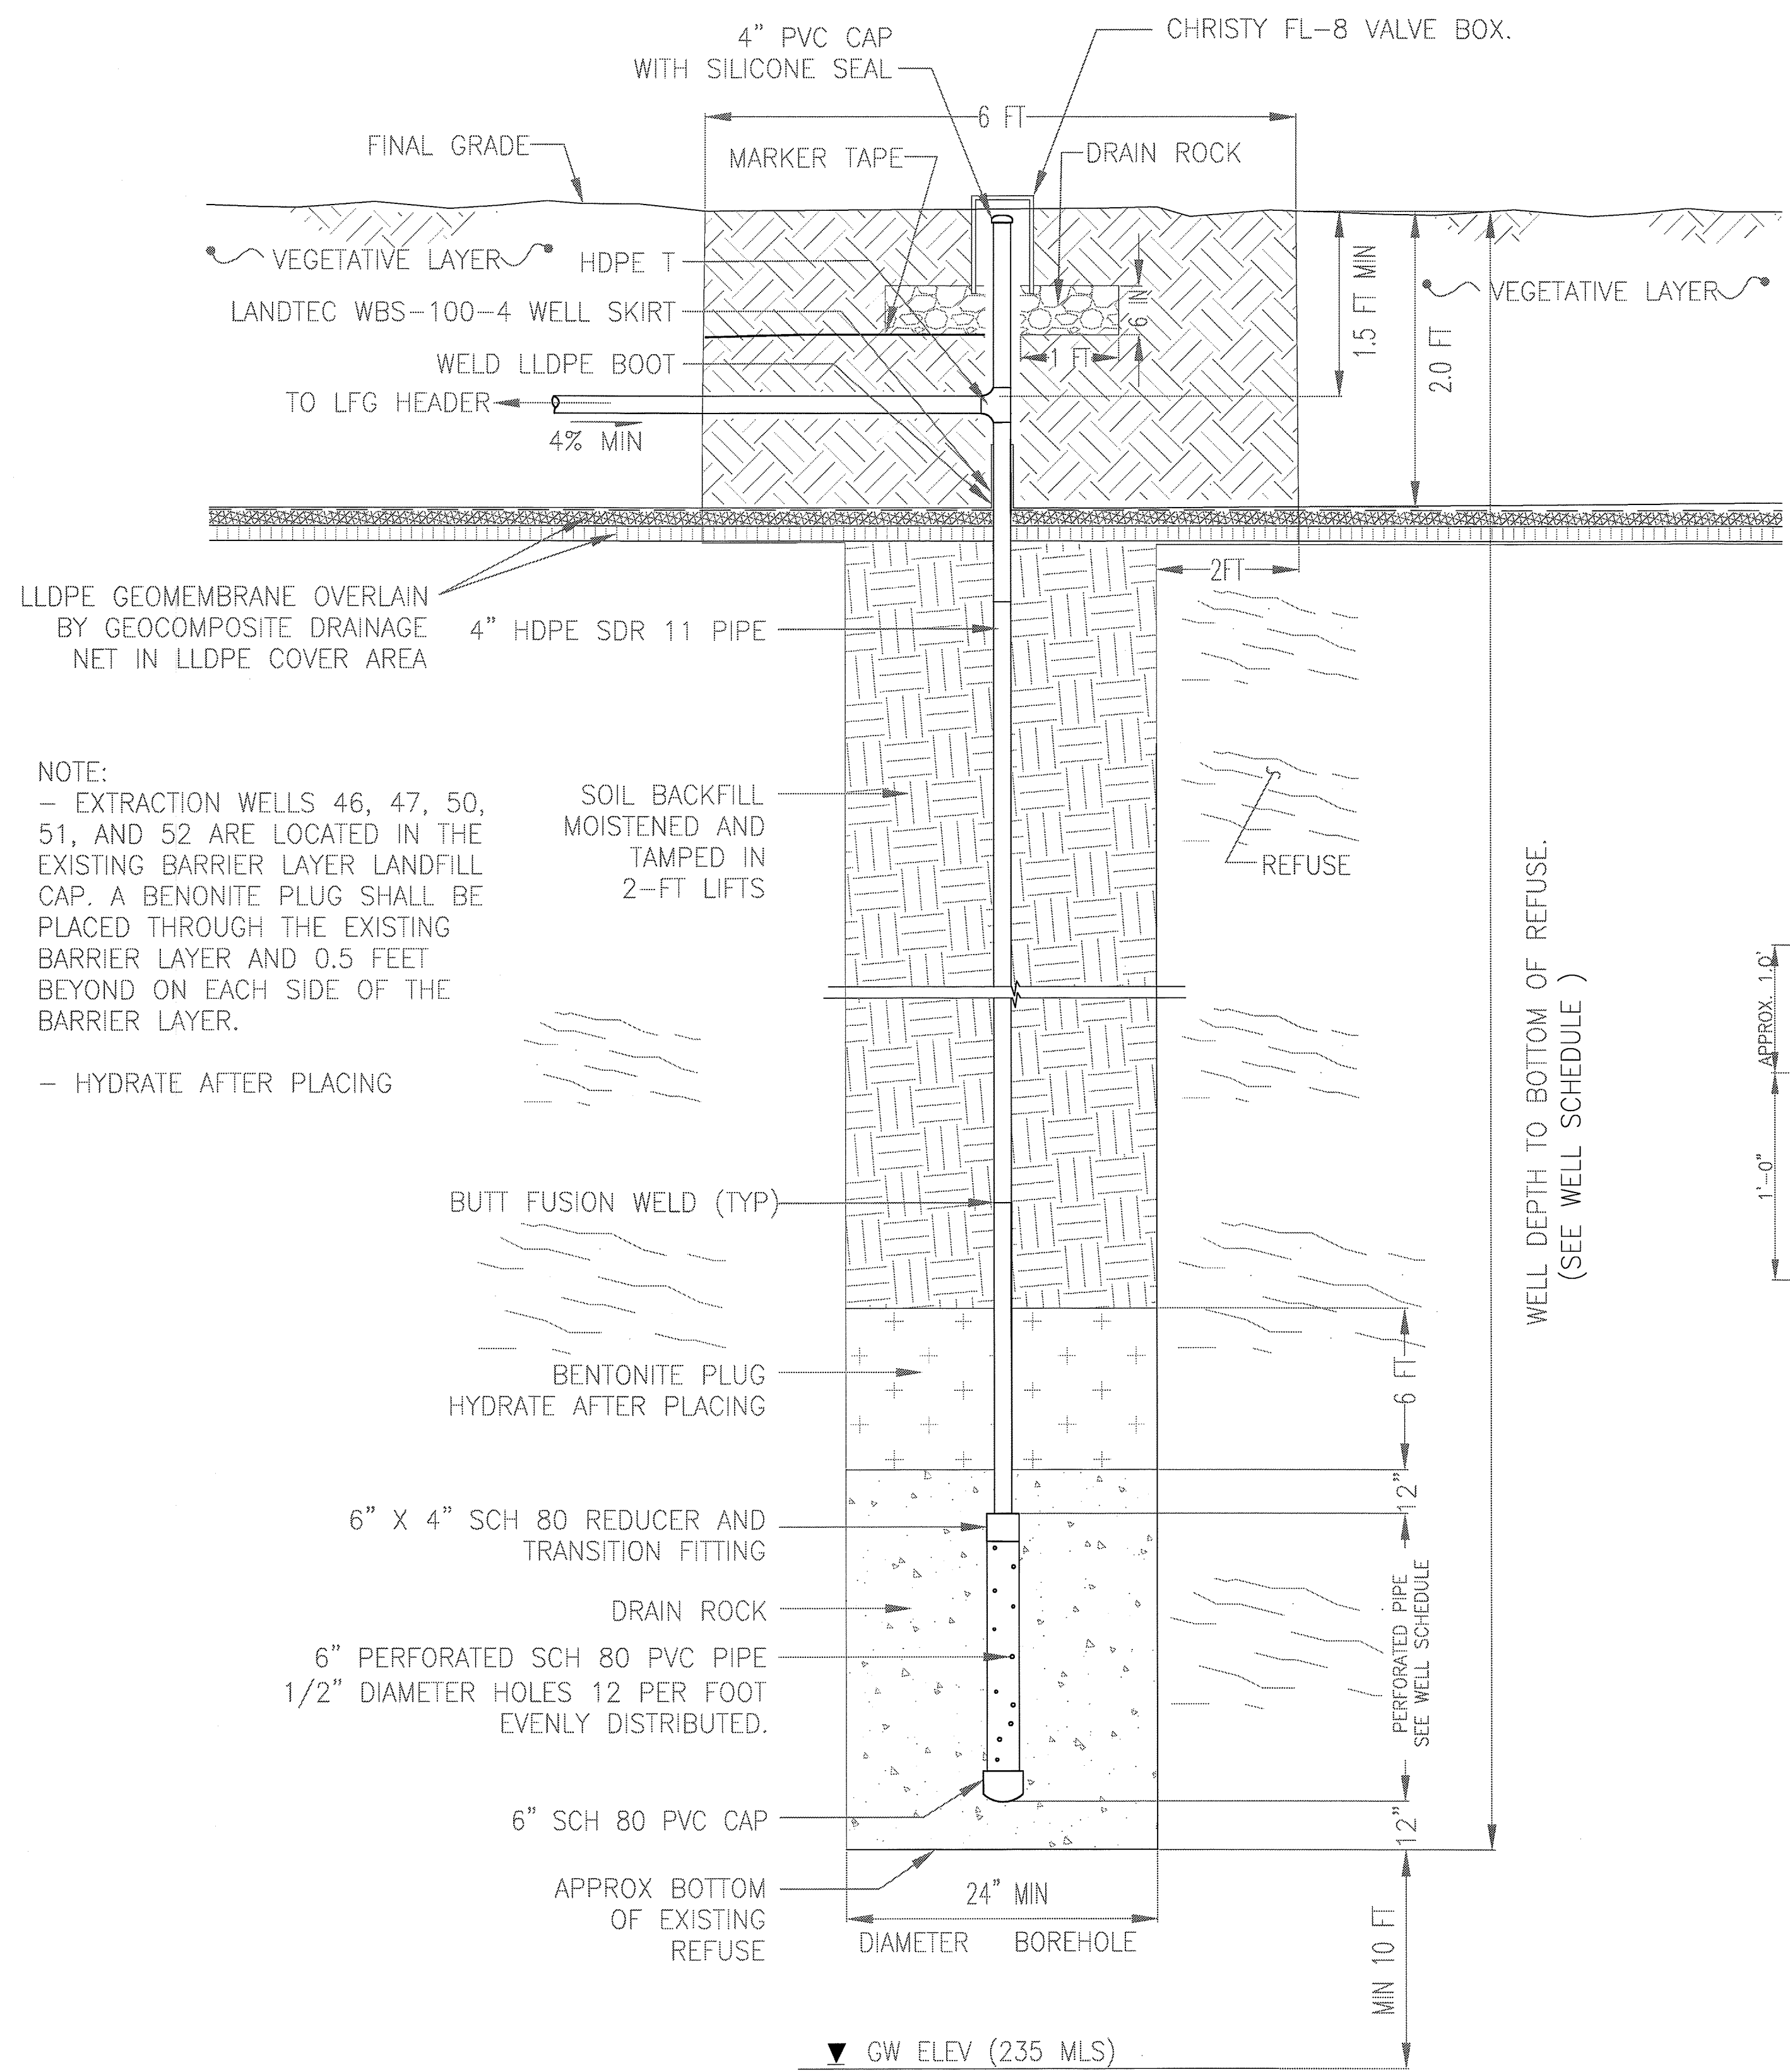 4" PVC CAP
WITH SILICONE SEAL
CHRISTY FL-8 VALVE BOX.
6 FT
FINAL GRADE
MARKER TAPE
DRAIN ROCK
VEGETATIVE LAYER
HDPE T
LANDTEC WBS-100-4 WELL SKIRT
WELD LLDPE BOOT
TO LFG HEADER
4% MIN
6 IN
1 FT
1.5 FT MIN
2.0 FT
VEGETATIVE LAYER
2FT
LLDPE GEOMEMBRANE OVERLAIN
BY GEOCOMPOSITE DRAINAGE
NET IN LLDPE COVER AREA
4" HDPE SDR 11 PIPE
NOTE:
- EXTRACTION WELLS 46, 47, 50,
51, AND 52 ARE LOCATED IN THE
EXISTING BARRIER LAYER LANDFILL
CAP. A BENONITE PLUG SHALL BE
PLACED THROUGH THE EXISTING
BARRIER LAYER AND 0.5 FEET
BEYOND ON EACH SIDE OF THE
BARRIER LAYER.
- HYDRATE AFTER PLACING
SOIL BACKFILL
MOISTENED AND
TAMPED IN
2-FT LIFTS
REFUSE
WELL DEPTH TO BOTTOM OF REFUSE.
(SEE WELL SCHEDULE )
APPROX. 1.0'
1'-0"
BUTT FUSION WELD (TYP)
BENTONITE PLUG
HYDRATE AFTER PLACING
6 FT
12"
6" X 4" SCH 80 REDUCER AND
TRANSITION FITTING
DRAIN ROCK
6" PERFORATED SCH 80 PVC PIPE
1/2" DIAMETER HOLES 12 PER FOOT
EVENLY DISTRIBUTED.
PERFORATED PIPE
SEE WELL SCHEDULE
6" SCH 80 PVC CAP
12"
APPROX BOTTOM
OF EXISTING
REFUSE
24" MIN
DIAMETER BOREHOLE
MIN 10 FT
GW ELEV (235 MLS)